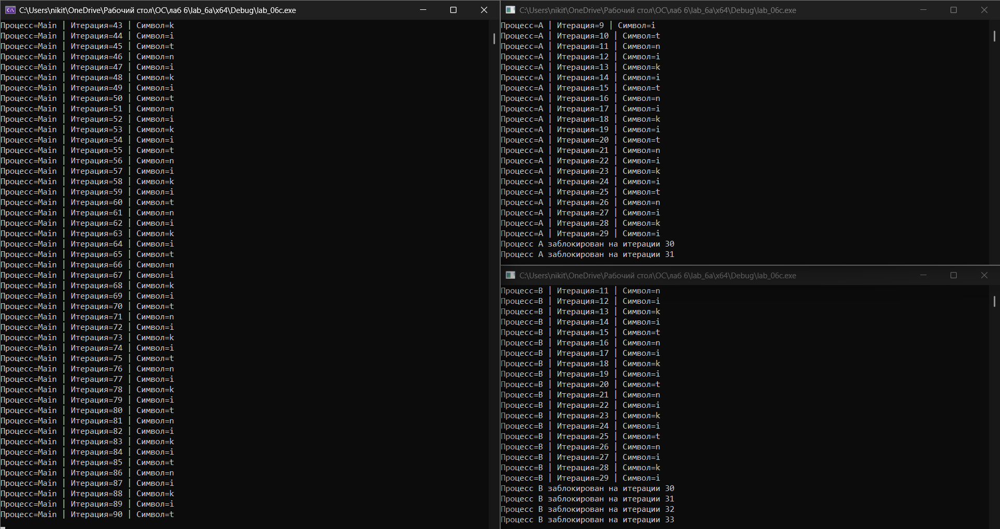 C:\Users\nikit\OneDrive\Рабочий стол\ОС\лаб 6\lab_6a\x64\Debug\lab_06c.exe
Процесс=Main | Итерация=43 | Символ=k
Процесс=Main | Итерация=44 | Символ=i
Процесс=Main | Итерация=45 | Символ=t
Процесс=Main | Итерация=46 | Символ=n
Процесс=Main | Итерация=47 | Символ=i
Процесс=Main | Итерация=48 | Символ=k
Процесс=Main | Итерация=49 | Символ=i
Процесс=Main | Итерация=50 | Символ=t
Процесс=Main | Итерация=51 | Символ=n
Процесс=Main | Итерация=52 | Символ=i
Процесс=Main | Итерация=53 | Символ=k
Процесс=Main | Итерация=54 | Символ=i
Процесс=Main | Итерация=55 | Символ=t
Процесс=Main | Итерация=56 | Символ=n
Процесс=Main | Итерация=57 | Символ=i
Процесс=Main | Итерация=58 | Символ=k
Процесс=Main | Итерация=59 | Символ=i
Процесс=Main | Итерация=60 | Символ=t
Процесс=Main | Итерация=61 | Символ=n
Процесс=Main | Итерация=62 | Символ=i
Процесс=Main | Итерация=63 | Символ=k
Процесс=Main | Итерация=64 | Символ=i
Процесс=Main | Итерация=65 | Символ=t
Процесс=Main | Итерация=66 | Символ=n
Процесс=Main | Итерация=67 | Символ=i
Процесс=Main | Итерация=68 | Символ=k
Процесс=Main | Итерация=69 | Символ=i
Процесс=Main | Итерация=70 | Символ=t
Процесс=Main | Итерация=71 | Символ=n
Процесс=Main | Итерация=72 | Символ=i
Процесс=Main | Итерация=73 | Символ=k
Процесс=Main | Итерация=74 | Символ=i
Процесс=Main | Итерация=75 | Символ=t
Процесс=Main | Итерация=76 | Символ=n
Процесс=Main | Итерация=77 | Символ=i
Процесс=Main | Итерация=78 | Символ=k
Процесс=Main | Итерация=79 | Символ=i
Процесс=Main | Итерация=80 | Символ=t
Процесс=Main | Итерация=81 | Символ=n
Процесс=Main | Итерация=82 | Символ=i
Процесс=Main | Итерация=83 | Символ=k
Процесс=Main | Итерация=84 | Символ=i
Процесс=Main | Итерация=85 | Символ=t
Процесс=Main | Итерация=86 | Символ=n
Процесс=Main | Итерация=87 | Символ=i
Процесс=Main | Итерация=88 | Символ=k
Процесс=Main | Итерация=89 | Символ=i
Процесс=Main | Итерация=90 | Символ=t
C:\Users\nikit\OneDrive\Рабочий стол\ОС\лаб 6\lab_6a\x64\Debug\lab_06c.exe
Процесс=A | Итерация=9 | Символ=i
Процесс=A | Итерация=10 | Символ=t
Процесс=A | Итерация=11 | Символ=n
Процесс=A | Итерация=12 | Символ=i
Процесс=A | Итерация=13 | Символ=k
Процесс=A | Итерация=14 | Символ=i
Процесс=A | Итерация=15 | Символ=t
Процесс=A | Итерация=16 | Символ=n
Процесс=A | Итерация=17 | Символ=i
Процесс=A | Итерация=18 | Символ=k
Процесс=A | Итерация=19 | Символ=i
Процесс=A | Итерация=20 | Символ=t
Процесс=A | Итерация=21 | Символ=n
Процесс=A | Итерация=22 | Символ=i
Процесс=A | Итерация=23 | Символ=k
Процесс=A | Итерация=24 | Символ=i
Процесс=A | Итерация=25 | Символ=t
Процесс=A | Итерация=26 | Символ=n
Процесс=A | Итерация=27 | Символ=i
Процесс=A | Итерация=28 | Символ=k
Процесс=A | Итерация=29 | Символ=i
Процесс A заблокирован на итерации 30
Процесс A заблокирован на итерации 31
C:\Users\nikit\OneDrive\Рабочий стол\ОС\лаб 6\lab_6a\x64\Debug\lab_06c.exe
Процесс=B | Итерация=11 | Символ=n
Процесс=B | Итерация=12 | Символ=i
Процесс=B | Итерация=13 | Символ=k
Процесс=B | Итерация=14 | Символ=i
Процесс=B | Итерация=15 | Символ=t
Процесс=B | Итерация=16 | Символ=n
Процесс=B | Итерация=17 | Символ=i
Процесс=B | Итерация=18 | Символ=k
Процесс=B | Итерация=19 | Символ=i
Процесс=B | Итерация=20 | Символ=t
Процесс=B | Итерация=21 | Символ=n
Процесс=B | Итерация=22 | Символ=i
Процесс=B | Итерация=23 | Символ=k
Процесс=B | Итерация=24 | Символ=i
Процесс=B | Итерация=25 | Символ=t
Процесс=B | Итерация=26 | Символ=n
Процесс=B | Итерация=27 | Символ=i
Процесс=B | Итерация=28 | Символ=k
Процесс=B | Итерация=29 | Символ=i
Процесс B заблокирован на итерации 30
Процесс B заблокирован на итерации 31
Процесс B заблокирован на итерации 32
Процесс B заблокирован на итерации 33